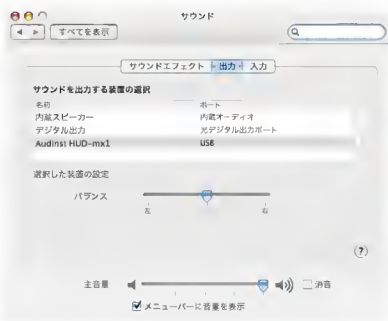 サウンド
すべてを表示
サウンドエフェクト 出力 入力
サウンドを出力する装置の選択
名前 ポート
内蔵スピーカー 内蔵オーディオ
デジタル出力 光デジタル出力ポート
Audinst HUD-mx1 USB
選択した装置の設定
バランス
左 右
?
主音量 消音
メニューバーに音量を表示